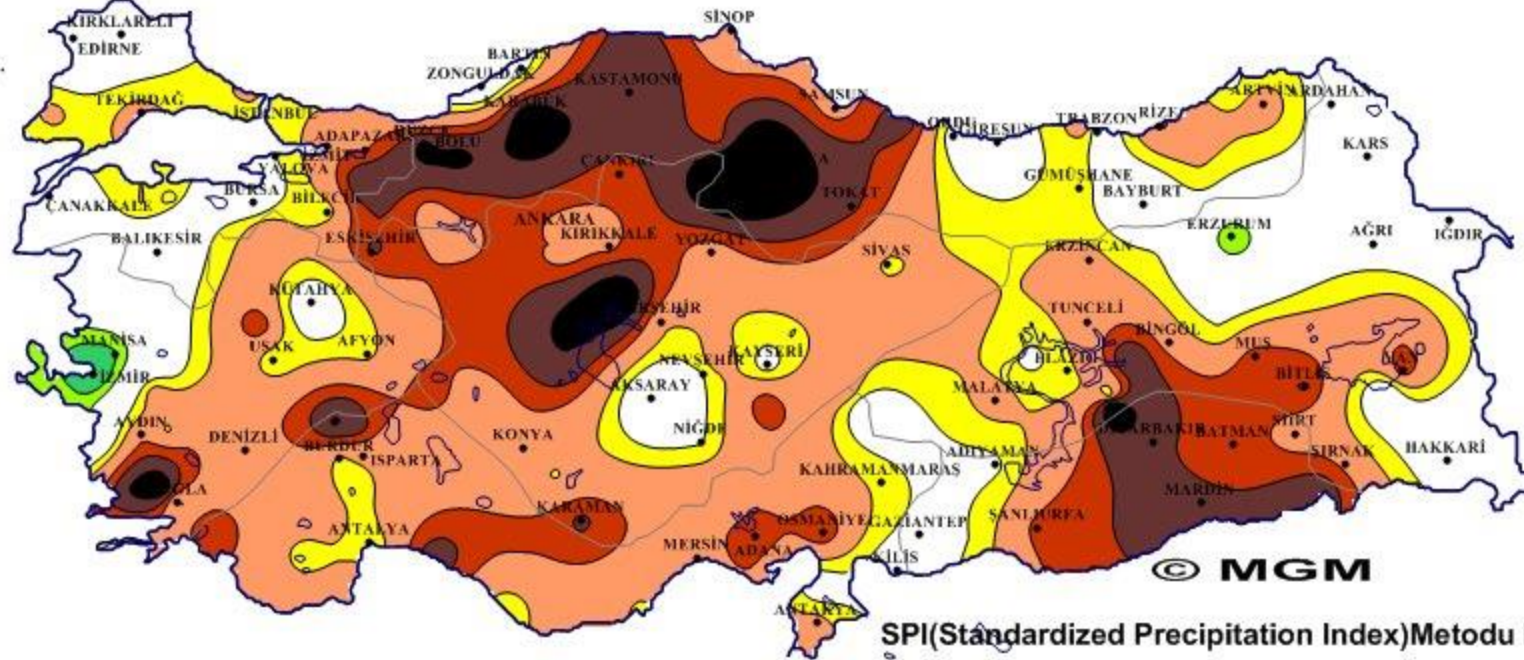 SİNOP
KIRKLARELİ
EDİRNE
BARTIN
ZONGULDAK
KASTAMONU
KARABÜK
TEKİRDAĞ
İSTANBUL
SAMSUN
ARTVİN
ARDAHAN
ORDU
GİRESUN
TRABZON
RİZE
ADAPAZARI
BOLU
İZMİT
KARS
YALOVA
ÇANKIRI
BURSA
BİLECİK
TOKAT
GÜMÜŞHANE
BAYBURT
ÇANAKKALE
ANKARA
ERZURUM
BALIKESİR
ESKİŞEHİR
KIRIKKALE
YOZGAT
SİVAS
ERZİNCAN
AĞRI
IĞDIR
KÜTAHYA
TUNCELİ
BİNGÖL
MANİSA
UŞAK
AFYON
NEVŞEHİR
KAYSERİ
ELAZIĞ
MUŞ
İZMİR
AKSARAY
MALATYA
BİTLİS
AYDIN
DENİZLİ
BURDUR
ISPARTA
KONYA
NİĞDE
DİYARBAKIR
BATMAN
SİİRT
ŞIRNAK
HAKKARİ
KAHRAMANMARAŞ
ADIYAMAN
MARDİN
ANTALYA
KARAMAN
MERSİN
ADANA
OSMANİYE
GAZİANTEP
ŞANLIURFA
KİLİS
© MGM
ANTAKYA
SPI(Standardized Precipitation Index)Metodu